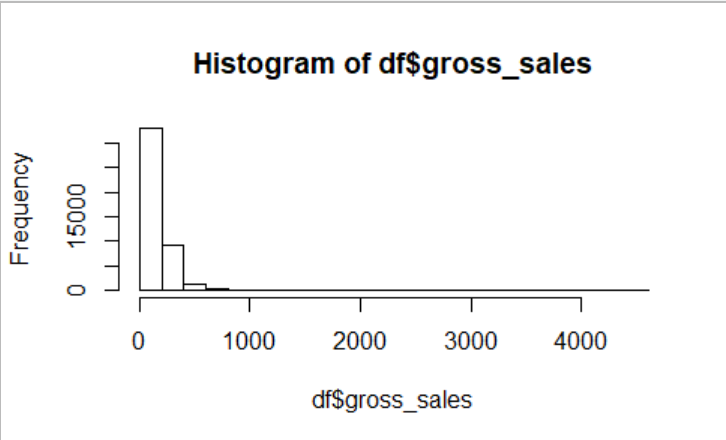 Histogram of df$gross_sales
Frequency
15000
0
0 1000 2000 3000 4000
df$gross_sales